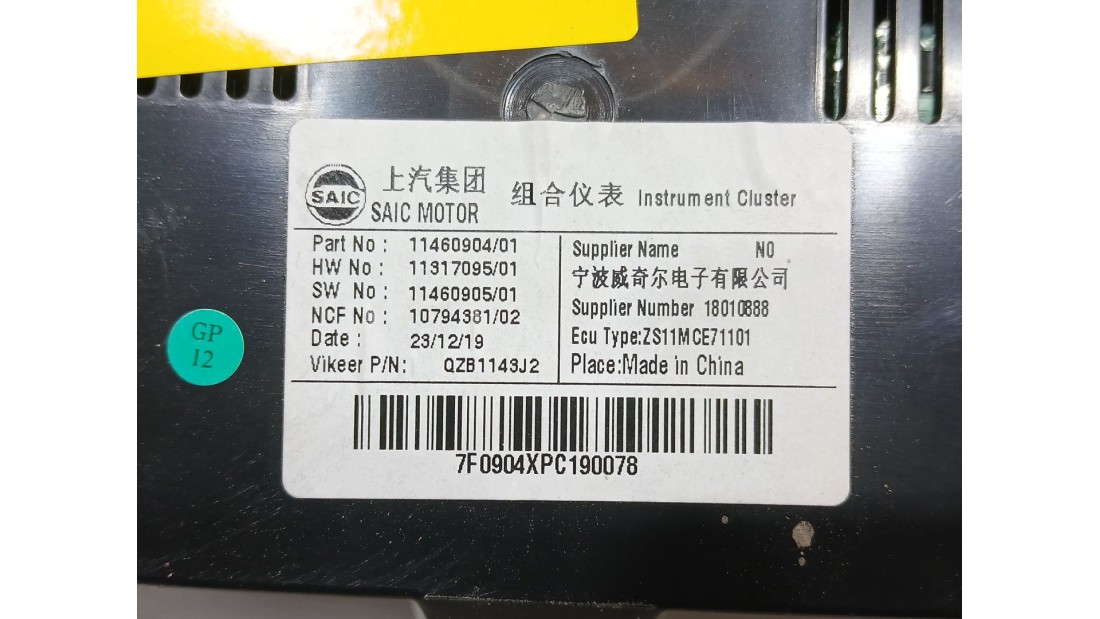 SAIC
上汽集团
SAIC MOTOR
组合仪表 Instrument Cluster
Part No : 11460904/01
HW No : 11317095/01
SW No : 11460905/01
NCF No : 10794381/02
Date : 23/12/19
Vikeer P/N: QZB1143J2
Supplier Name NO
宁波威奇尔电子有限公司
Supplier Number 18010888
Ecu Type:ZS11MCE71101
Place:Made in China
7F0904XPC190078
GP
12